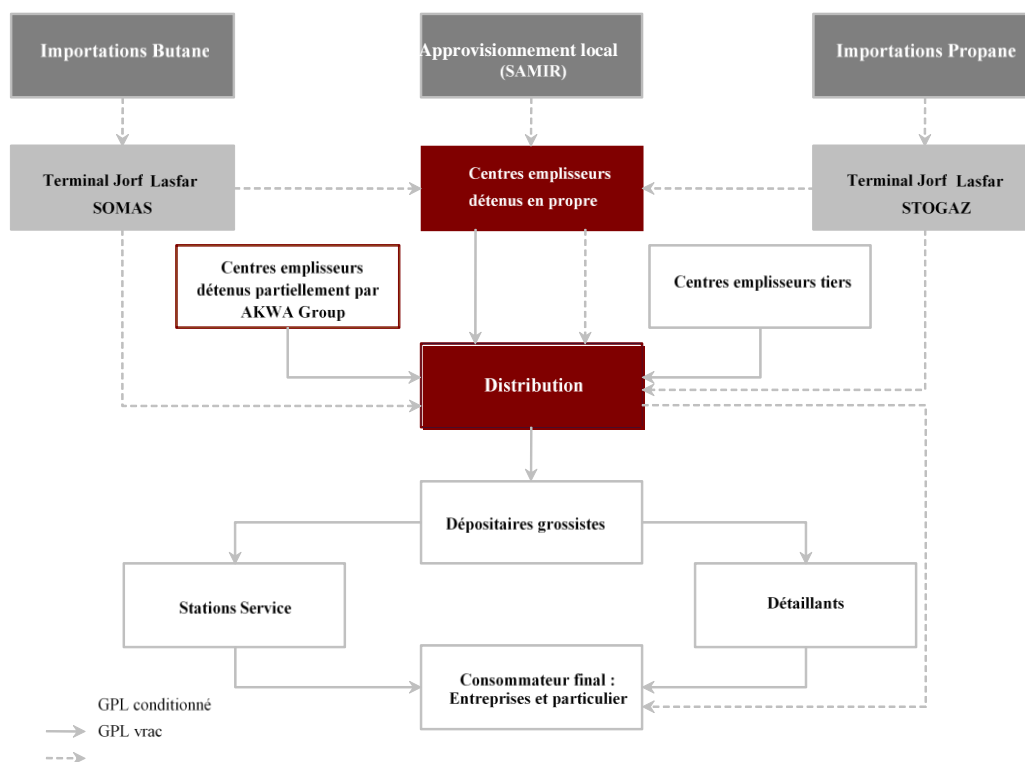 Importations Butane
Approvisionnement local
(SAMIR)
Importations Propane
Terminal Jorf Lasfar
SOMAS
Centres emplisseurs
détenus en propre
Terminal Jorf Lasfar
STOGAZ
Centres emplisseurs
détenus partiellement par
AKWA Group
Centres emplisseurs tiers
Distribution
Dépositaires grossistes
Stations Service
Détaillants
Consommateur final :
Entreprises et particulier
GPL conditionné
GPL vrac